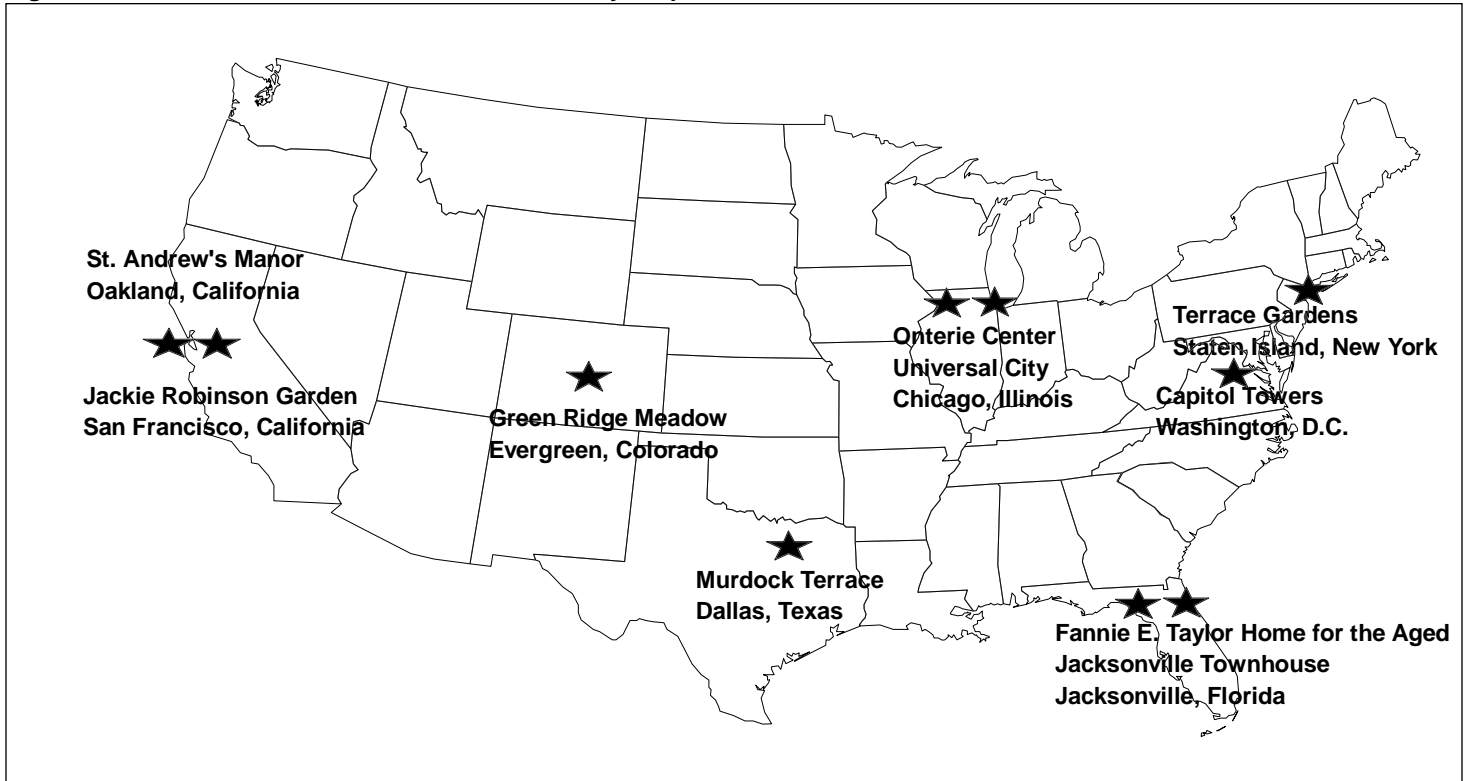 St. Andrew's Manor
Oakland, California
Jackie Robinson Garden
San Francisco, California
Green Ridge Meadow
Evergreen, Colorado
Murdock Terrace
Dallas, Texas
Onterie Center
Universal City
Chicago, Illinois
Terrace Gardens
Staten Island, New York
Capitol Towers
Washington, D.C.
Fannie E. Taylor Home for the Aged
Jacksonville Townhouse
Jacksonville, Florida